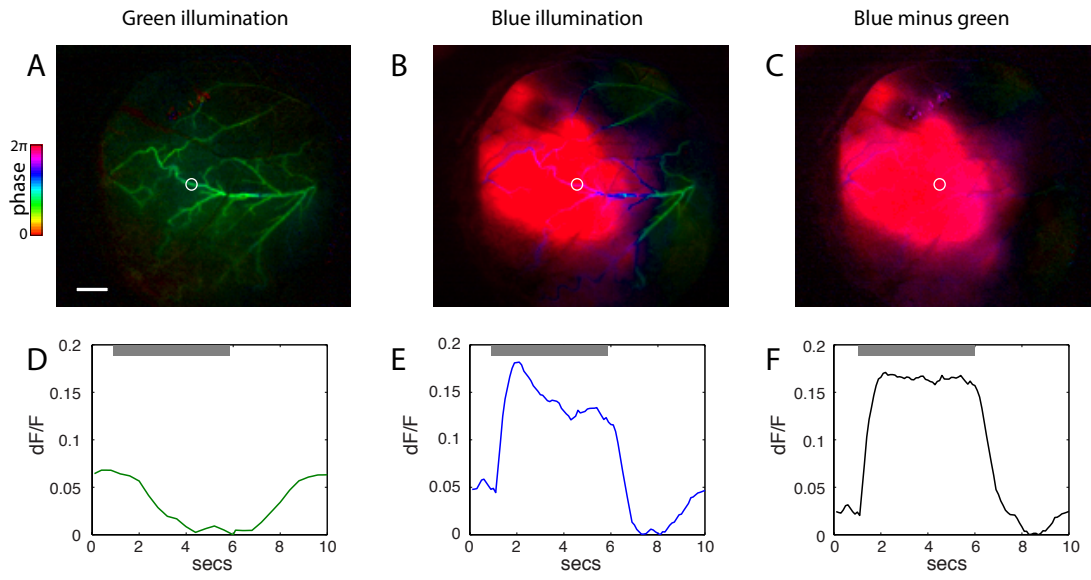 Green illumination
Blue illumination
Blue minus green
A
B
C
2π
phase
0
D
E
F
0.2
0.15
0.1
0.05
0
dF/F
0 2 4 6 8 10
secs
0.2
0.15
0.1
0.05
0
dF/F
0 2 4 6 8 10
secs
0.2
0.15
0.1
0.05
0
dF/F
0 2 4 6 8 10
secs